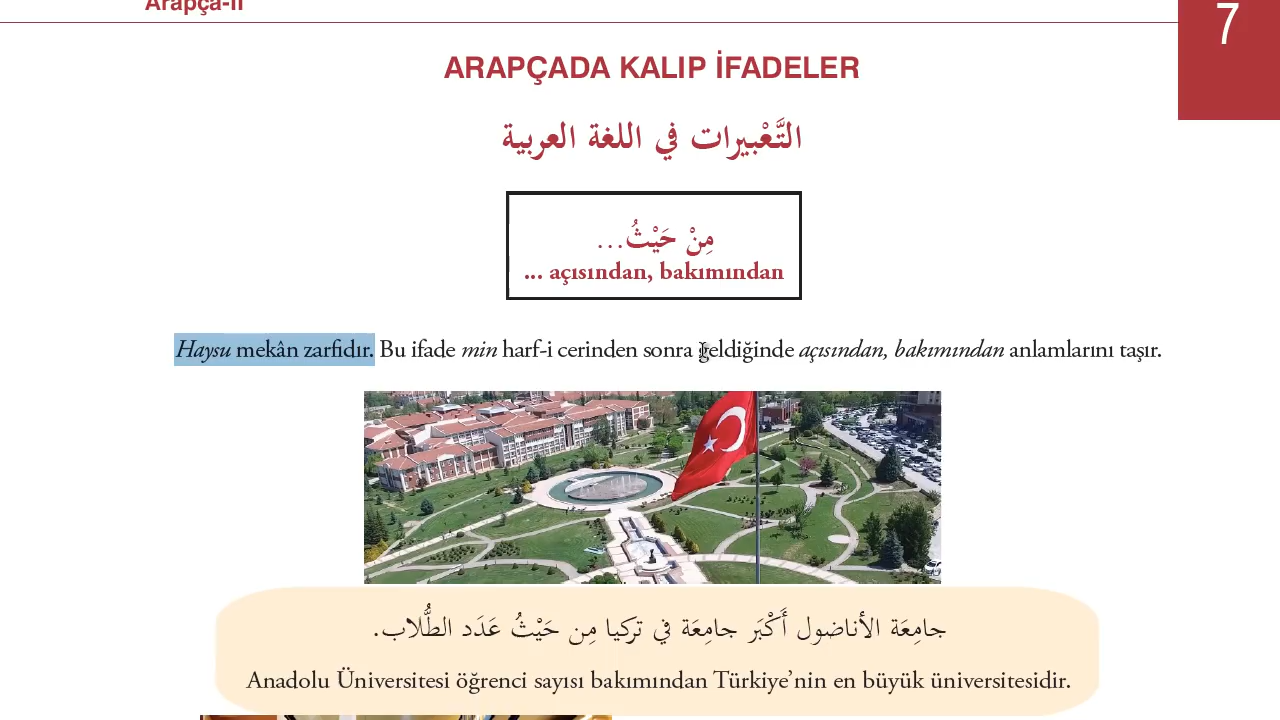 Arapça-II
7
ARAPÇADA KALIP İFADELER
التَّعْبيرات في اللغة العربية
مِنْ حَيْثُ...
... açısından, bakımından
Haysu mekân zarfıdır. Bu ifade min harf-i cerinden sonra geldiğinde açısından, bakımından anlamlarını taşır.
جامِعَة الأناضول أَكْبَر جامِعَة في تركيا مِن حَيْثُ عَدَد الطُّلاب.
Anadolu Üniversitesi öğrenci sayısı bakımından Türkiye’nin en büyük üniversitesidir.